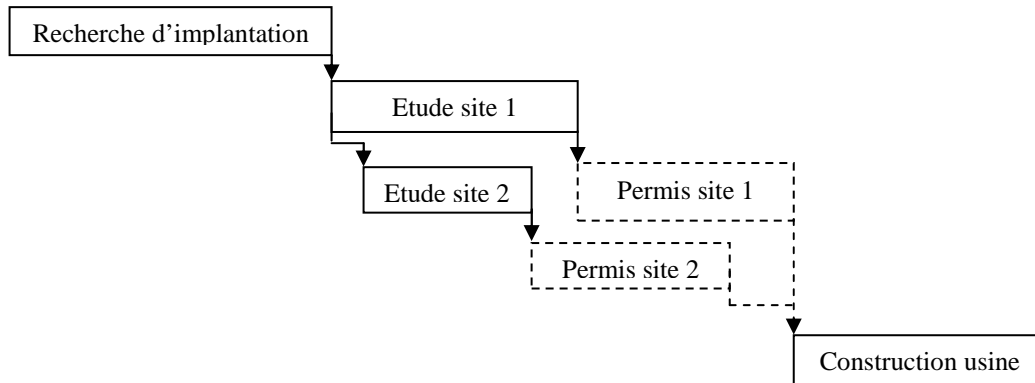 Recherche d'implantation
Etude site 1
Etude site 2
Permis site 1
Permis site 2
Construction usine